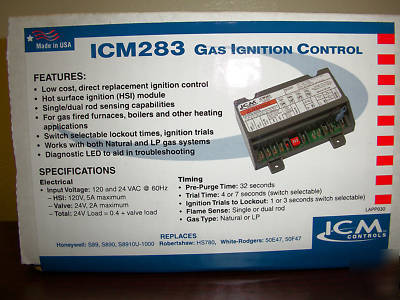 Made in USA
ICM283 GAS IGNITION CONTROL
FEATURES:
• Low cost, direct replacement ignition control
• Hot surface ignition (HSI) module
• Single/dual rod sensing capabilities
• For gas fired furnaces, boilers and other heating
applications
• Switch selectable lockout times, ignition trials
• Works with both Natural and LP gas systems
• Diagnostic LED to aid in troubleshooting
SPECIFICATIONS
Electrical
• Input Voltage: 120 and 24 VAC @ 60Hz
– HSI: 120V, 5A maximum
– Valve: 24V, 2A maximum
– Total: 24V Load = 0.4 + valve load
Timing
• Pre-Purge Time: 32 seconds
• Trial Time: 4 or 7 seconds (switch selectable)
• Ignition Trials to Lockout: 1 or 3 seconds (switch selectable)
• Flame Sense: Single or dual rod
• Gas Type: Natural or LP
REPLACES
Honeywell: S89, S890, S8910U-1000 Robertshaw: HS780, White-Rodgers: 50E47, 50F47
ICM
CONTROLS
LAPP030
ICM